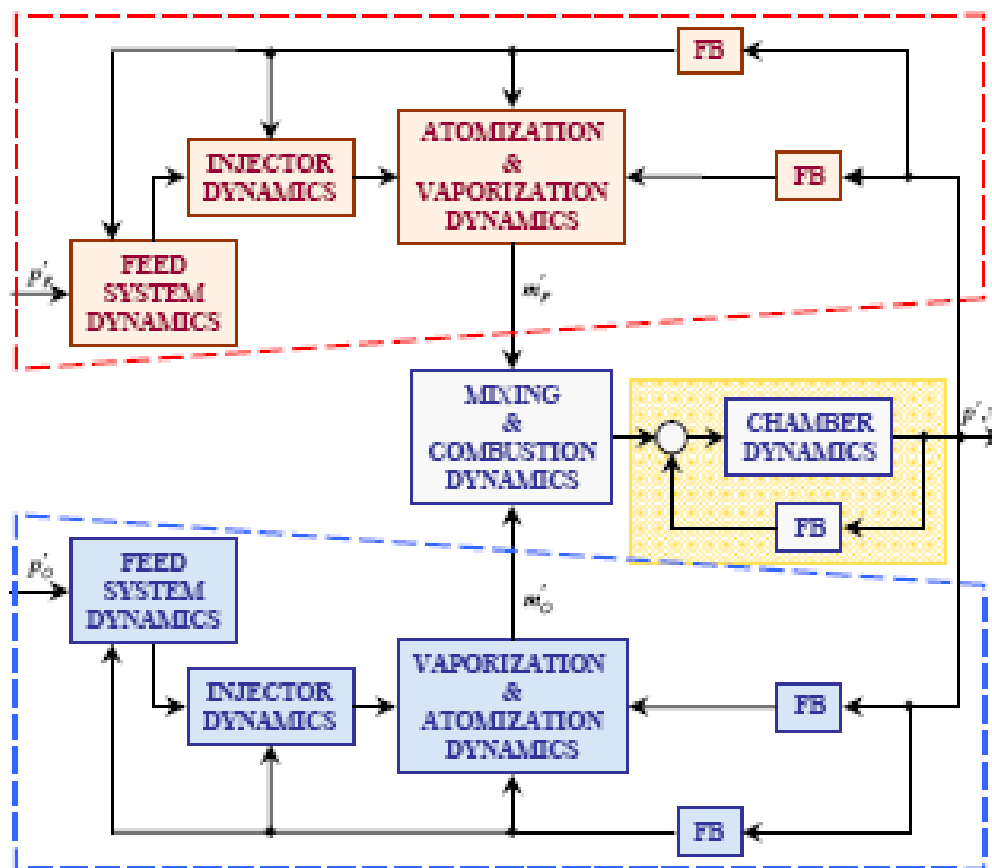 FB
ATOMIZATION
&
VAPORIZATION
DYNAMICS
INJECTOR
DYNAMICS
FB
FEED
SYSTEM
DYNAMICS
p'F
m'F
MIXING
&
COMBUSTION
DYNAMICS
CHAMBER
DYNAMICS
FB
FEED
SYSTEM
DYNAMICS
p'O
m'O
VAPORIZATION
&
ATOMIZATION
DYNAMICS
INJECTOR
DYNAMICS
FB
FB